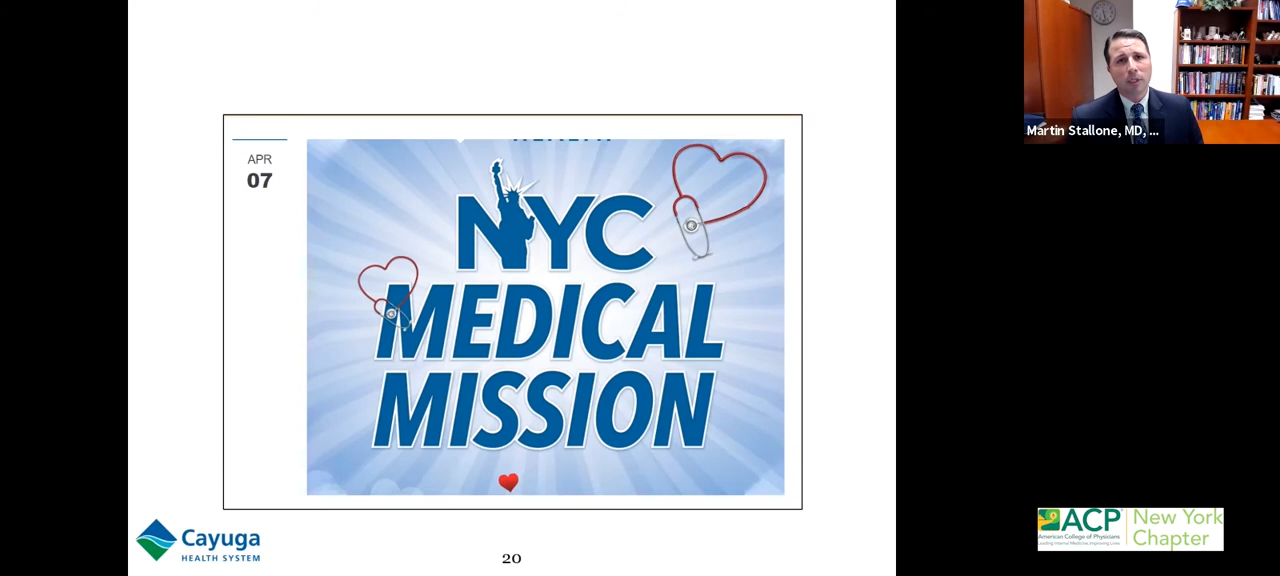 APR
07
NYC
MEDICAL
MISSION
Cayuga
HEALTH SYSTEM
20
Martin Stallone, MD, ...
ACP
American College of Physicians
Leading Internal Medicine, Improving Lives
New York
Chapter